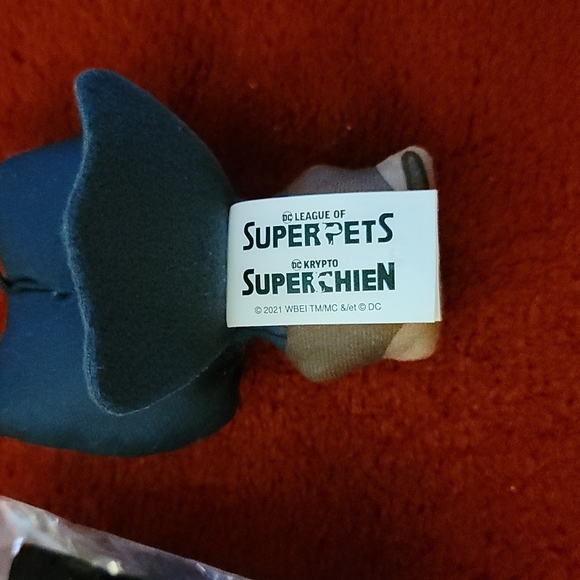 DC LEAGUE OF
SUPERPETS
DC KRYPTO
SUPERCHIEN
© 2021 WBEI TM/MC &/et © DC